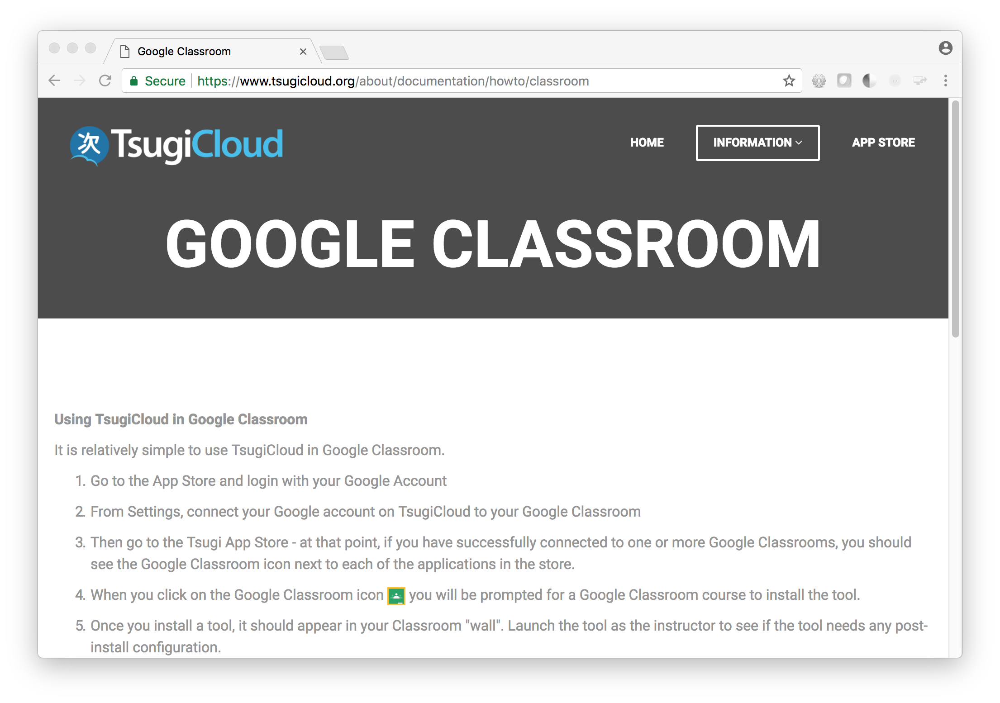 Google Classroom
Secure https://www.tsugicloud.org/about/documentation/howto/classroom
次 TsugiCloud
HOME INFORMATION APP STORE
GOOGLE CLASSROOM
Using TsugiCloud in Google Classroom
It is relatively simple to use TsugiCloud in Google Classroom.
1. Go to the App Store and login with your Google Account
2. From Settings, connect your Google account on TsugiCloud to your Google Classroom
3. Then go to the Tsugi App Store - at that point, if you have successfully connected to one or more Google Classrooms, you should
see the Google Classroom icon next to each of the applications in the store.
4. When you click on the Google Classroom icon you will be prompted for a Google Classroom course to install the tool.
5. Once you install a tool, it should appear in your Classroom "wall". Launch the tool as the instructor to see if the tool needs any post-
install configuration.